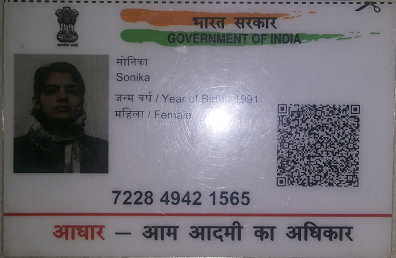 भारत सरकार
GOVERNMENT OF INDIA
सोनिका
Sonika
जन्म वर्ष / Year of Birth: 1991
महिला / Female
7228 4942 1565
आधार – आम आदमी का अधिकार